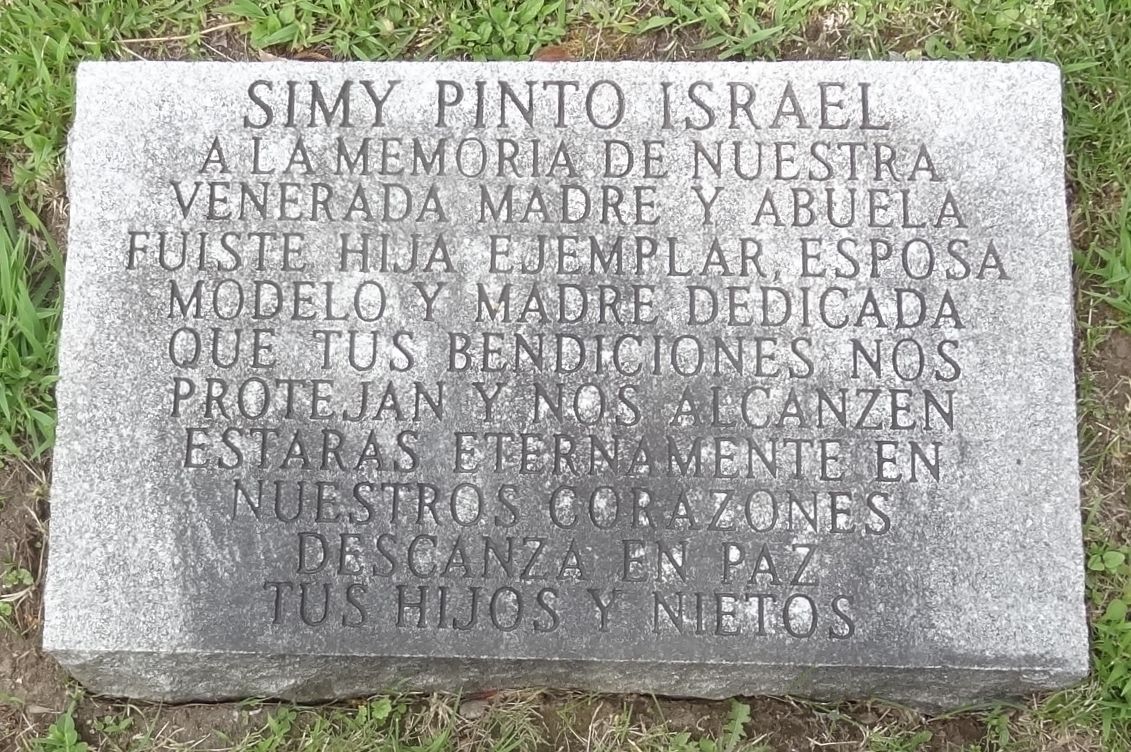 SIMY PINTO ISRAEL
A LA MEMORIA DE NUESTRA
VENERADA MADRE Y ABUELA
FUISTE HIJA EJEMPLAR, ESPOSA
MODELO Y MADRE DEDICADA
QUE TUS BENDICIONES NOS
PROTEJAN Y NOS ALCANZEN
ESTARAS ETERNAMENTE EN
NUESTROS CORAZONES
DESCANZA EN PAZ
TUS HIJOS Y NIETOS